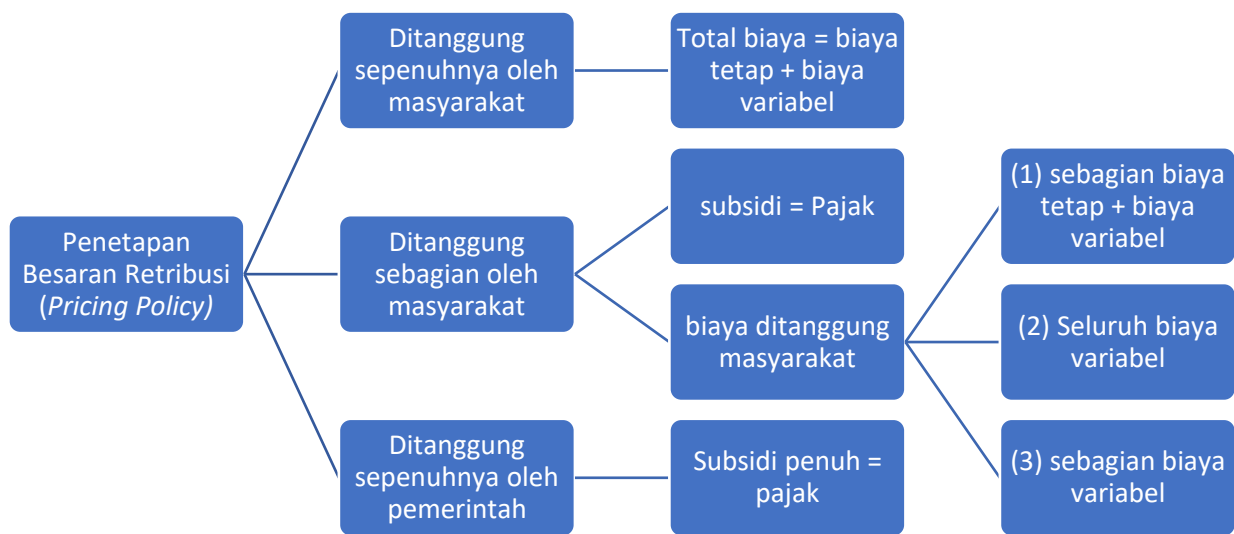 Penetapan
Besaran Retribusi
(Pricing Policy)
Ditanggung
sepenuhnya oleh
masyarakat
Total biaya = biaya
tetap + biaya
variabel
Ditanggung
sebagian oleh
masyarakat
subsidi = Pajak
biaya ditanggung
masyarakat
(1) sebagian biaya
tetap + biaya
variabel
(2) Seluruh biaya
variabel
(3) sebagian biaya
variabel
Ditanggung
sepenuhnya oleh
pemerintah
Subsidi penuh =
pajak